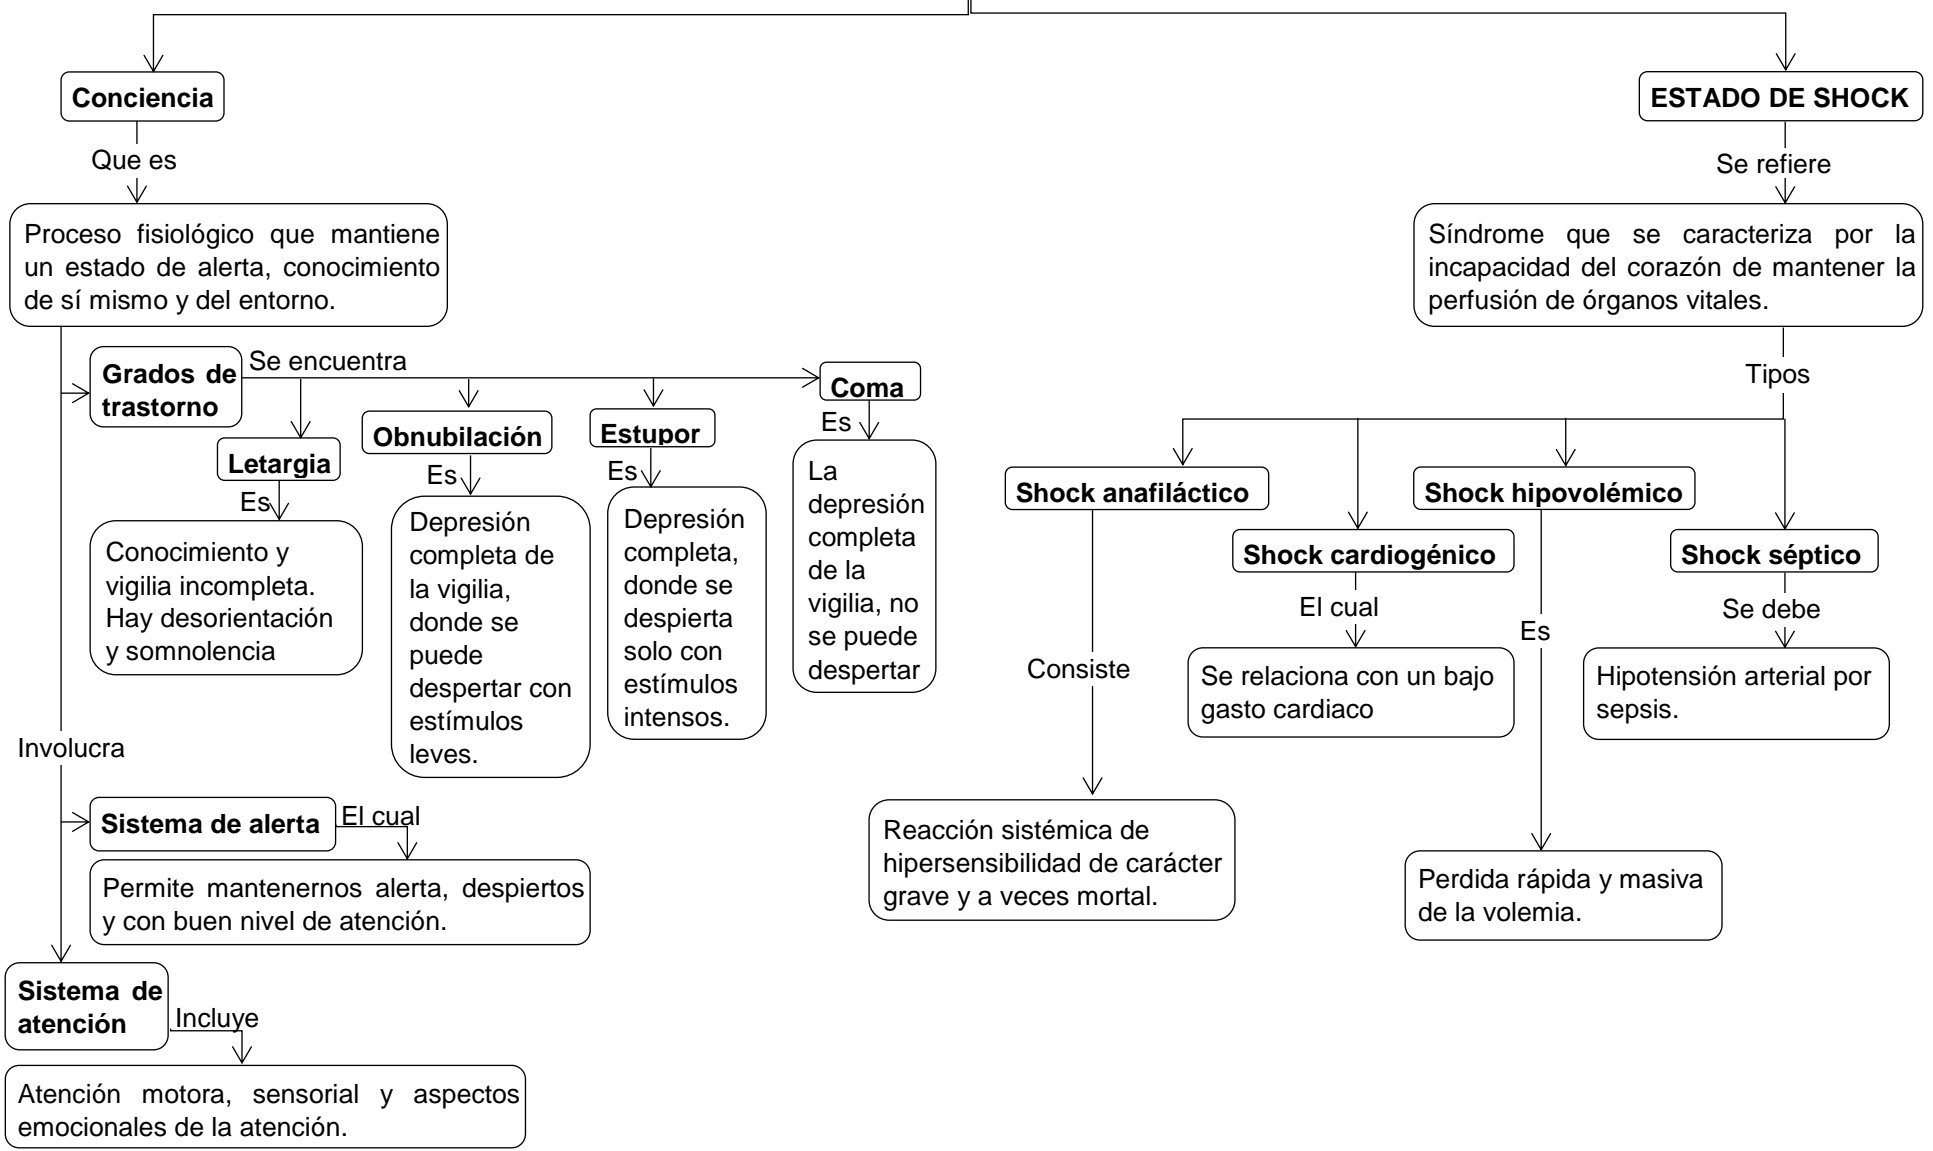 Conciencia
Que es
Proceso fisiológico que mantiene
un estado de alerta, conocimiento
de sí mismo y del entorno.
Grados de
trastorno
Se encuentra
Letargia
Es
Conocimiento y
vigilia incompleta.
Hay desorientación
y somnolencia
Obnubilación
Es
Depresión
completa de
la vigilia,
donde se
puede
despertar con
estímulos
leves.
Estupor
Es
Depresión
completa,
donde se
despierta
solo con
estímulos
intensos.
Coma
Es
La
depresión
completa
de la
vigilia, no
se puede
despertar
Involucra
Sistema de alerta
El cual
Permite mantenernos alerta, despiertos
y con buen nivel de atención.
Sistema de
atención
Incluye
Atención motora, sensorial y aspectos
emocionales de la atención.
ESTADO DE SHOCK
Se refiere
Síndrome que se caracteriza por la
incapacidad del corazón de mantener la
perfusión de órganos vitales.
Tipos
Shock anafiláctico
Consiste
Reacción sistémica de
hipersensibilidad de carácter
grave y a veces mortal.
Shock cardiogénico
El cual
Se relaciona con un bajo
gasto cardiaco
Shock hipovolémico
Es
Perdida rápida y masiva
de la volemia.
Shock séptico
Se debe
Hipotensión arterial por
sepsis.